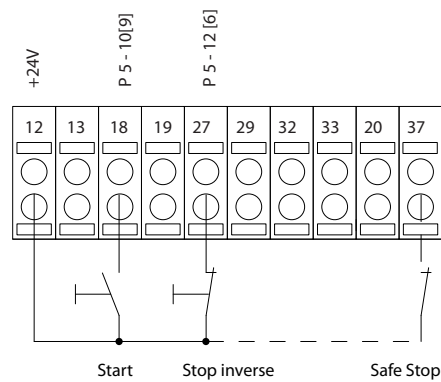 +24V
P 5 - 10[9]
P 5 - 12 [6]
12 13 18 19 27 29 32 33 20 37
Start Stop inverse Safe Stop